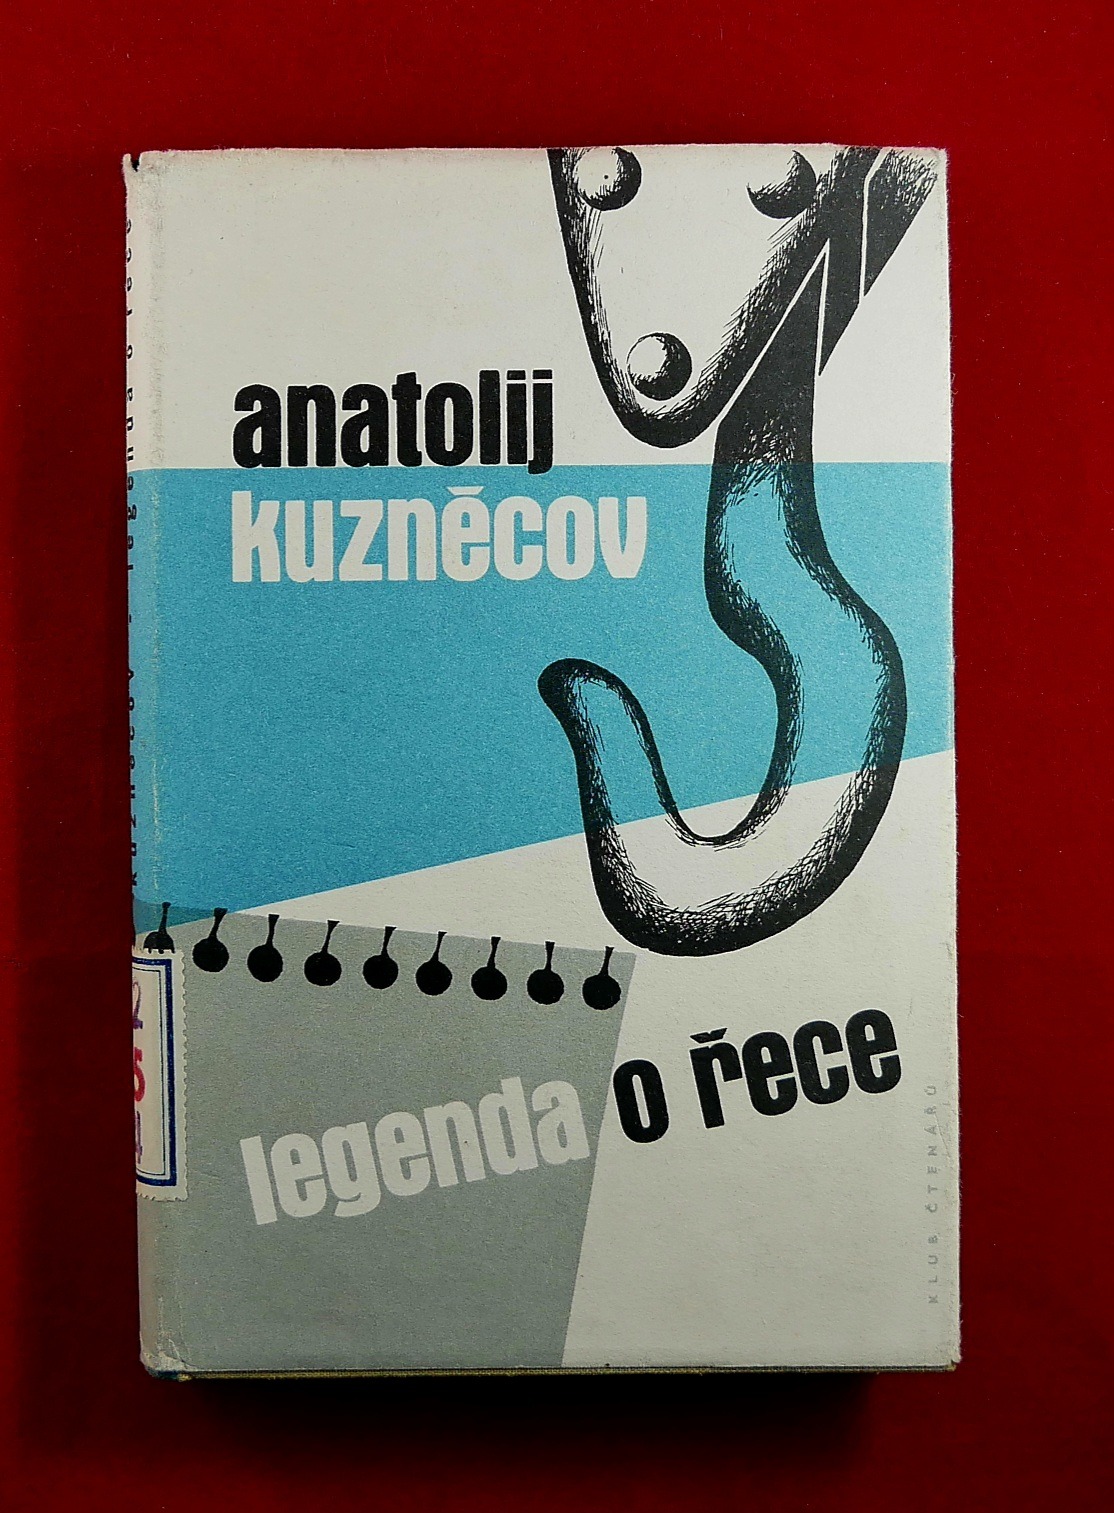 anatolij
kuzněcov
legenda o řece
KLUB ČTENÁŘŮ